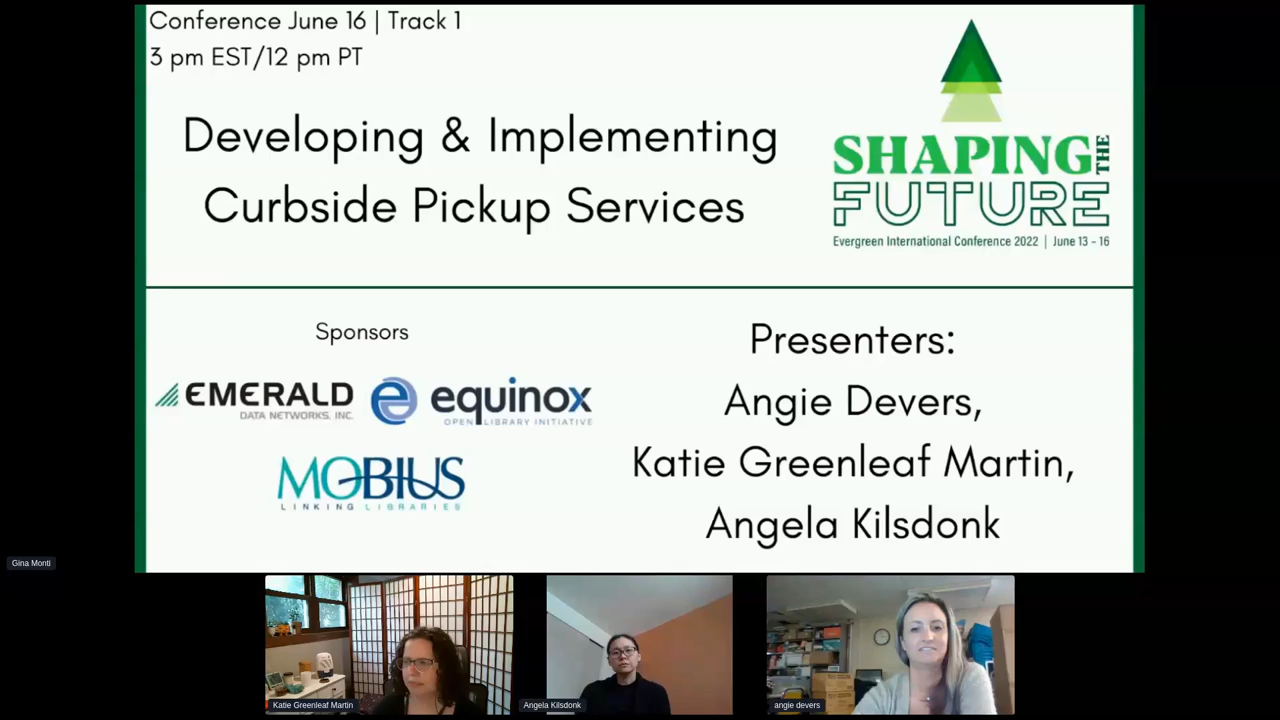 Conference June 16 | Track 1
3 pm EST/12 pm PT
Developing & Implementing
Curbside Pickup Services
SHAPING THE
FUTURE
Evergreen International Conference 2022 | June 13 - 16
Sponsors
EMERALD
DATA NETWORKS, INC.
e equinox
OPEN LIBRARY INITIATIVE
MOBIUS
LINKING LIBRARIES
Presenters:
Angie Devers,
Katie Greenleaf Martin,
Angela Kilsdonk
Gina Monti
Katie Greenleaf Martin
Angela Kilsdonk
angie devers